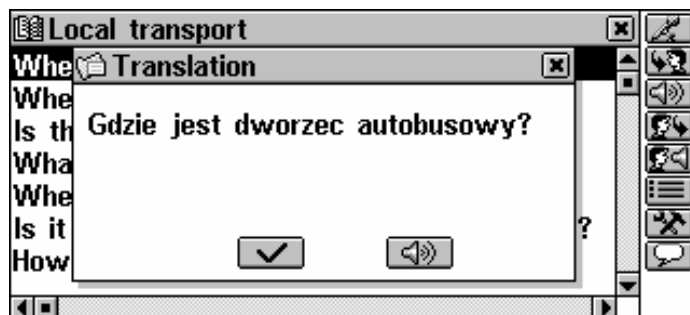 Local transport
Translation
Gdzie jest dworzec autobusowy?
Whe
Whe
Is th
Wha
Whe
Is it ?
How